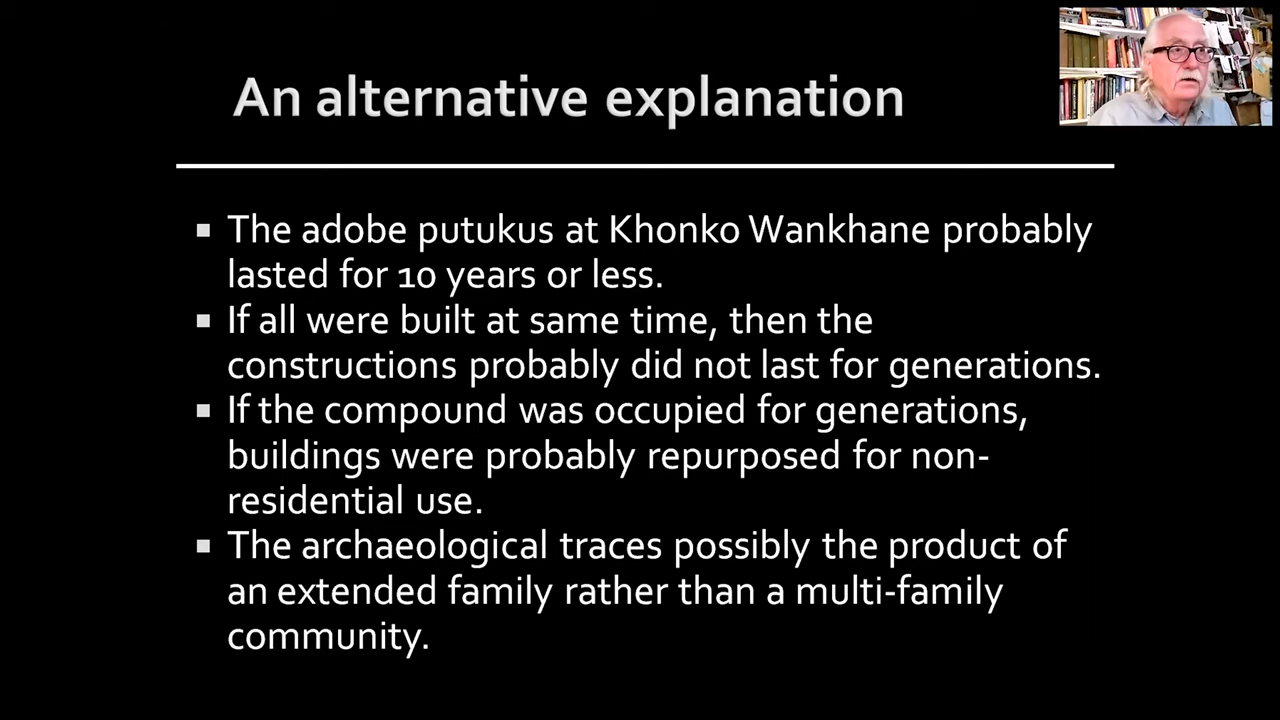 An alternative explanation
▪ The adobe putukus at Khonko Wankhane probably
lasted for 10 years or less.
▪ If all were built at same time, then the
constructions probably did not last for generations.
▪ If the compound was occupied for generations,
buildings were probably repurposed for non-
residential use.
▪ The archaeological traces possibly the product of
an extended family rather than a multi-family
community.